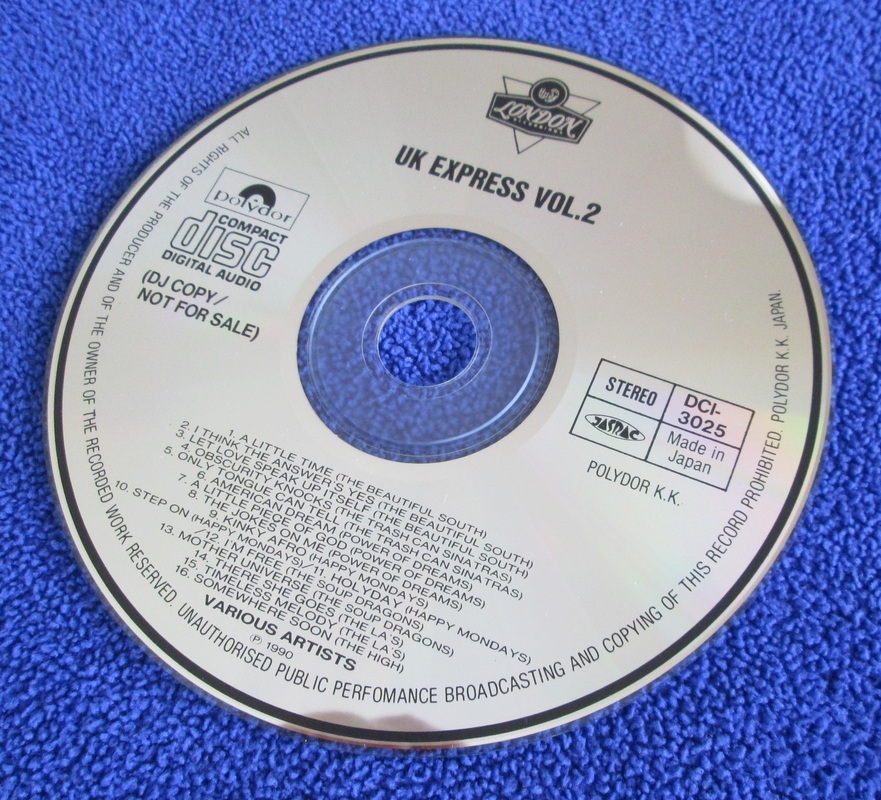 LONDON
UK EXPRESS VOL.2
polydor
COMPACT
disc
DIGITAL AUDIO
(DJ COPY/
NOT FOR SALE)
STEREO
DCI-
3025
JASRAC
Made in
Japan
POLYDOR K.K.
1. A LITTLE TIME (THE BEAUTIFUL SOUTH)
2. I THINK THE ANSWER'S YES (THE BEAUTIFUL SOUTH)
3. LET LOVE SPEAK UP ITSELF (THE BEAUTIFUL SOUTH)
4. OBSCURITY KNOCKS (THE TRASH CAN SINATRAS)
5. ONLY TONGUE CAN TELL (THE TRASH CAN SINATRAS)
6. AMERICAN DREAM (POWER OF DREAMS)
7. A LITTLE PIECE OF GOD (POWER OF DREAMS)
8. THE JOKES ON ME (POWER OF DREAMS)
9. KINKY AFRO (HAPPY MONDAYS)
10. STEP ON (HAPPY MONDAYS)/11. HOLYDAY (HAPPY MONDAYS)
/12. I AM FREE (THE SOUP DRAGONS)
13. MOTHER UNIVERSE (THE SOUP DRAGONS)
14. THERE SHE GOES (THE LA'S)
15. TIMELESS MELODY (THE LA'S)
16. SOMEWHERE SOON (THE HIGH)
VARIOUS ARTISTS
Ⓟ 1990
ALL RIGHTS OF THE PRODUCER AND OF THE OWNER OF THE RECORDED WORK RESERVED. UNAUTHORISED PUBLIC PERFOMANCE BROADCASTING AND COPYING OF THIS RECORD PROHIBITED. POLYDOR K.K. JAPAN.